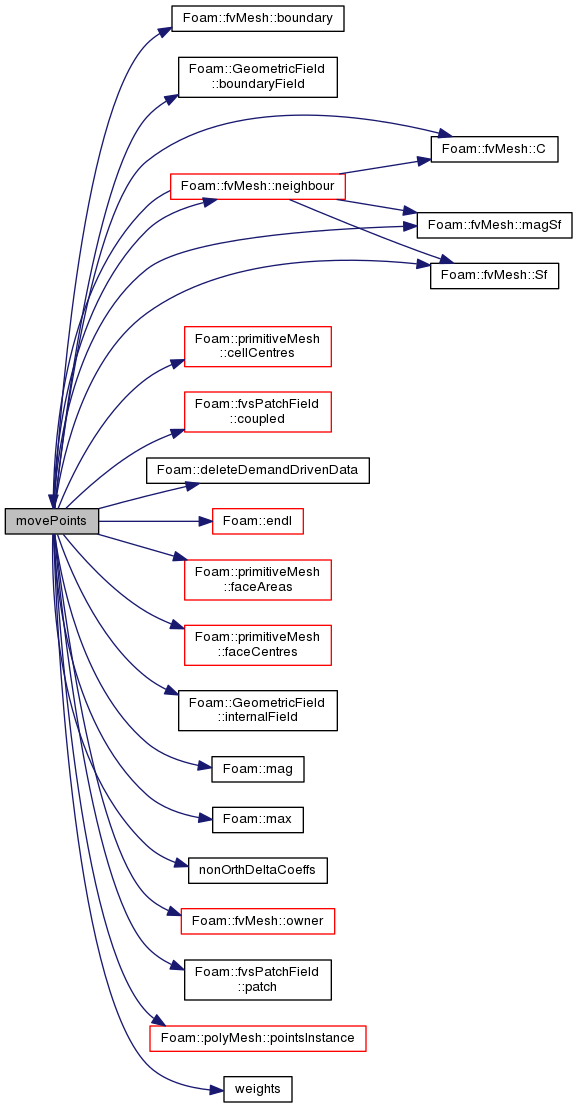 Foam::fvMesh::boundary
Foam::GeometricField
::boundaryField
Foam::fvMesh::C
Foam::fvMesh::neighbour
Foam::fvMesh::magSf
Foam::fvMesh::Sf
Foam::primitiveMesh
::cellCentres
Foam::fvsPatchField
::coupled
Foam::deleteDemandDrivenData
movePoints
Foam::endl
Foam::primitiveMesh
::faceAreas
Foam::primitiveMesh
::faceCentres
Foam::GeometricField
::internalField
Foam::mag
Foam::max
nonOrthDeltaCoeffs
Foam::fvMesh::owner
Foam::fvsPatchField
::patch
Foam::polyMesh::pointsInstance
weights